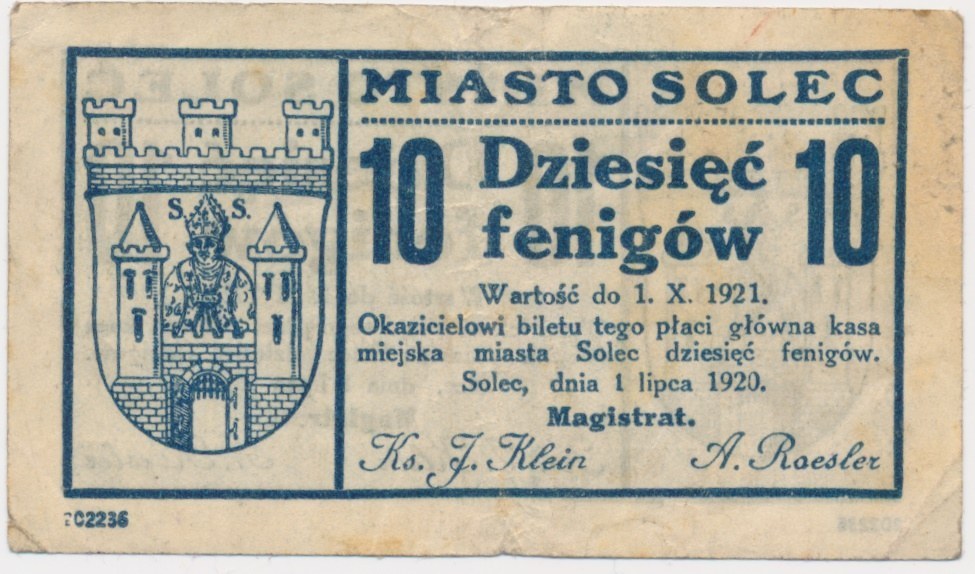 MIASTO SOLEC
10 Dziesięć fenigów 10
S. S.
Wartość do 1. X. 1921.
Okazicielowi biletu tego płaci główna kasa
miejska miasta Solec dziesięć fenigów.
Solec, dnia 1 lipca 1920.
Magistrat.
Ks. J. Klein A. Roesler
202236